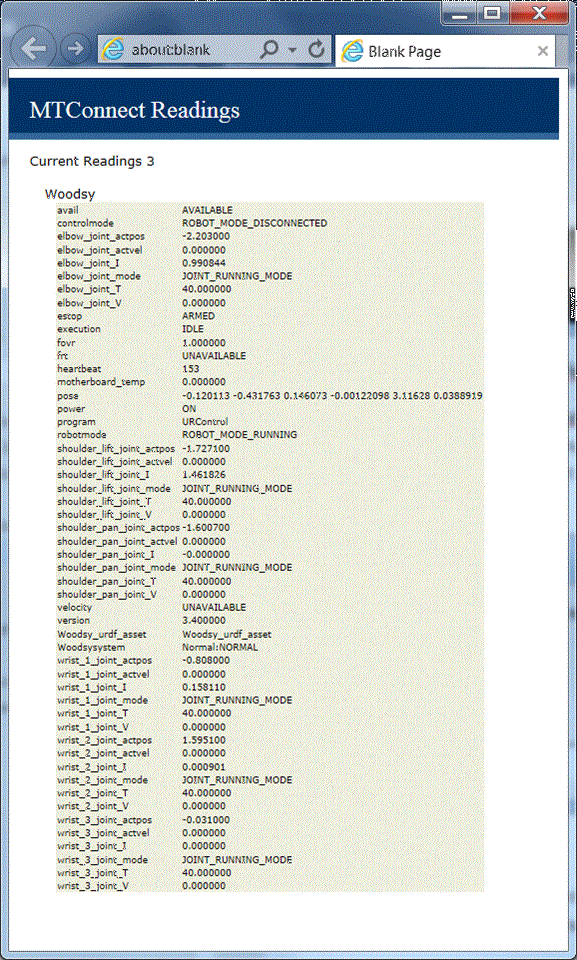 about:blank
Blank Page
MTConnect Readings
Current Readings 3
Woodsy
avail AVAILABLE
controlmode ROBOT_MODE_DISCONNECTED
elbow_joint_actpos -2.203000
elbow_joint_actvel 0.000000
elbow_joint_I 0.990844
elbow_joint_mode JOINT_RUNNING_MODE
elbow_joint_T 40.000000
elbow_joint_V 0.000000
estop ARMED
execution IDLE
fovr 1.000000
frt UNAVAILABLE
heartbeat 153
motherboard_temp 0.000000
pose -0.120113 -0.431763 0.146073 -0.00122098 3.11628 0.0388919
power ON
program URControl
robotmode ROBOT_MODE_RUNNING
shoulder_lift_joint_actpos -1.727100
shoulder_lift_joint_actvel 0.000000
shoulder_lift_joint_I 1.461826
shoulder_lift_joint_mode JOINT_RUNNING_MODE
shoulder_lift_joint_T 40.000000
shoulder_lift_joint_V 0.000000
shoulder_pan_joint_actpos -1.600700
shoulder_pan_joint_actvel 0.000000
shoulder_pan_joint_I -0.000000
shoulder_pan_joint_mode JOINT_RUNNING_MODE
shoulder_pan_joint_T 40.000000
shoulder_pan_joint_V 0.000000
velocity UNAVAILABLE
version 3.400000
Woodsy_urdf_asset Woodsy_urdf_asset
Woodsysystem Normal:NORMAL
wrist_1_joint_actpos -0.808000
wrist_1_joint_actvel 0.000000
wrist_1_joint_I 0.158110
wrist_1_joint_mode JOINT_RUNNING_MODE
wrist_1_joint_T 40.000000
wrist_1_joint_V 0.000000
wrist_2_joint_actpos 1.595100
wrist_2_joint_actvel 0.000000
wrist_2_joint_I 0.000901
wrist_2_joint_mode JOINT_RUNNING_MODE
wrist_2_joint_T 40.000000
wrist_2_joint_V 0.000000
wrist_3_joint_actpos -0.031000
wrist_3_joint_actvel 0.000000
wrist_3_joint_I 0.000000
wrist_3_joint_mode JOINT_RUNNING_MODE
wrist_3_joint_T 40.000000
wrist_3_joint_V 0.000000